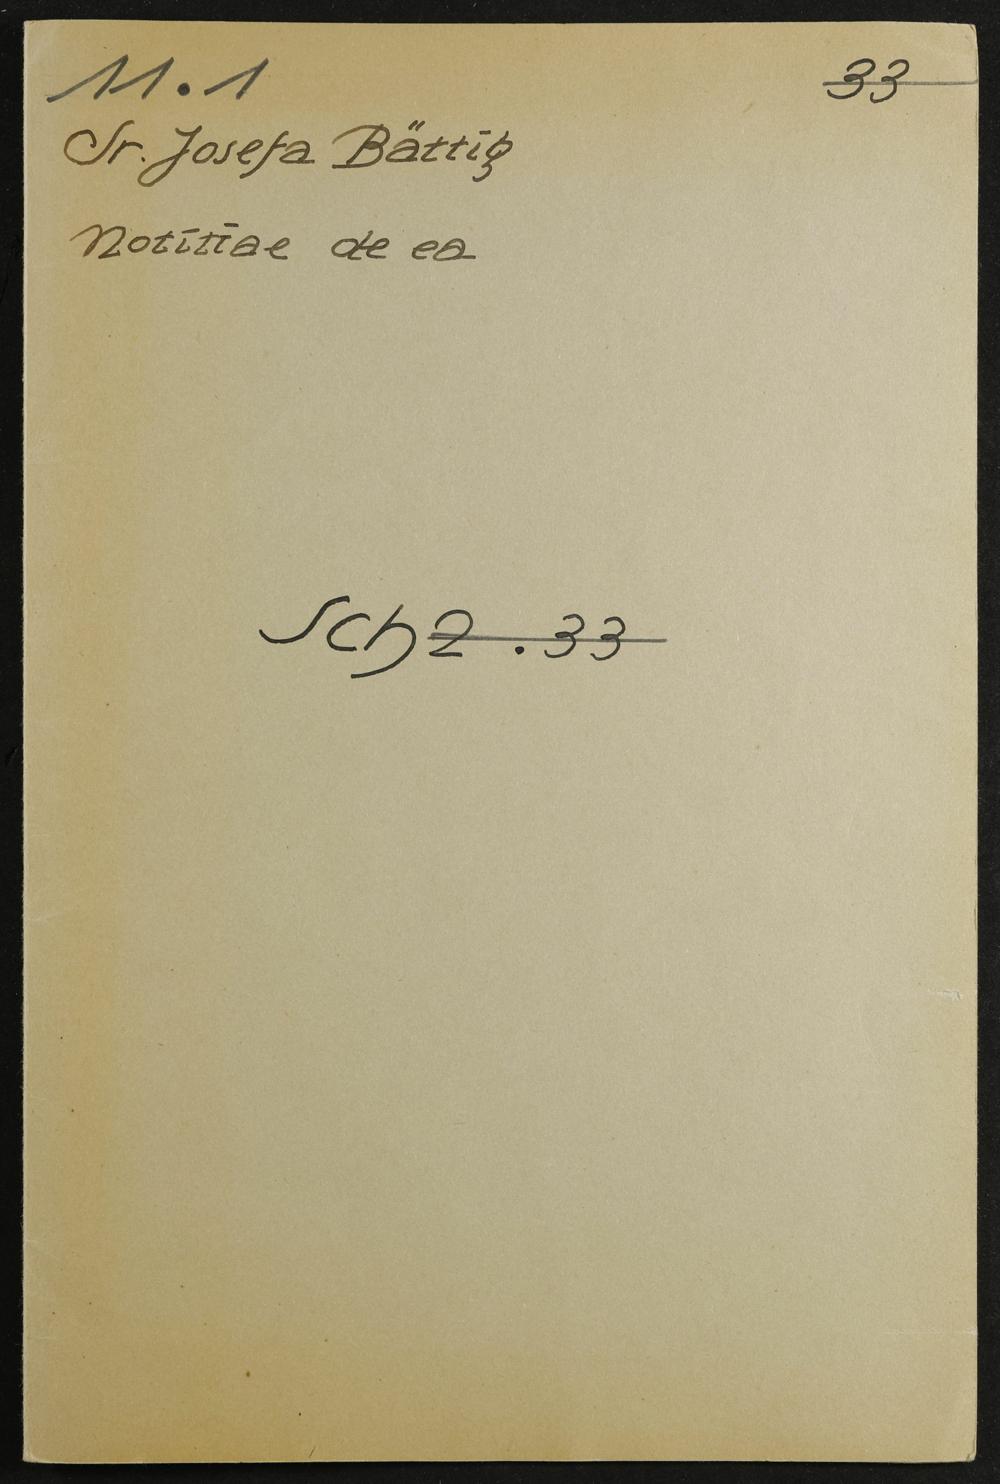 11.1
33
Sr. Josefa Bättig
Notitiae de ea
Sch 2.33